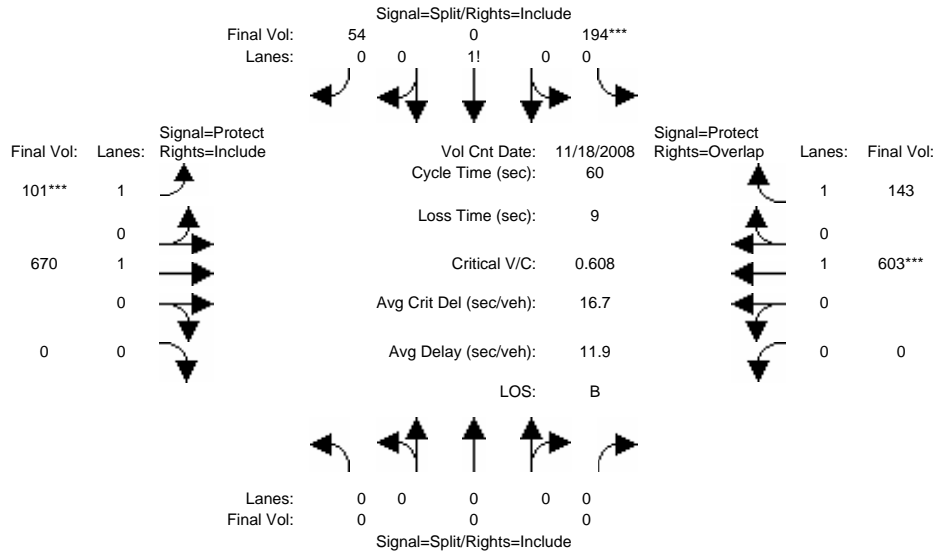 Signal=Split/Rights=Include
Final Vol: 54 0 194***
Lanes: 0 0 1! 0 0
Signal=Protect Signal=Protect
Final Vol: Lanes: Rights=Include Vol Cnt Date: 11/18/2008 Rights=Overlap Lanes: Final Vol:
Cycle Time (sec): 60
101*** 1 1 143
Loss Time (sec): 9
0 0
670 1 Critical V/C: 0.608 1 603***
0 Avg Crit Del (sec/veh): 16.7 0
0 0 Avg Delay (sec/veh): 11.9 0 0
LOS: B
Lanes: 0 0 0 0 0
Final Vol: 0 0 0
Signal=Split/Rights=Include